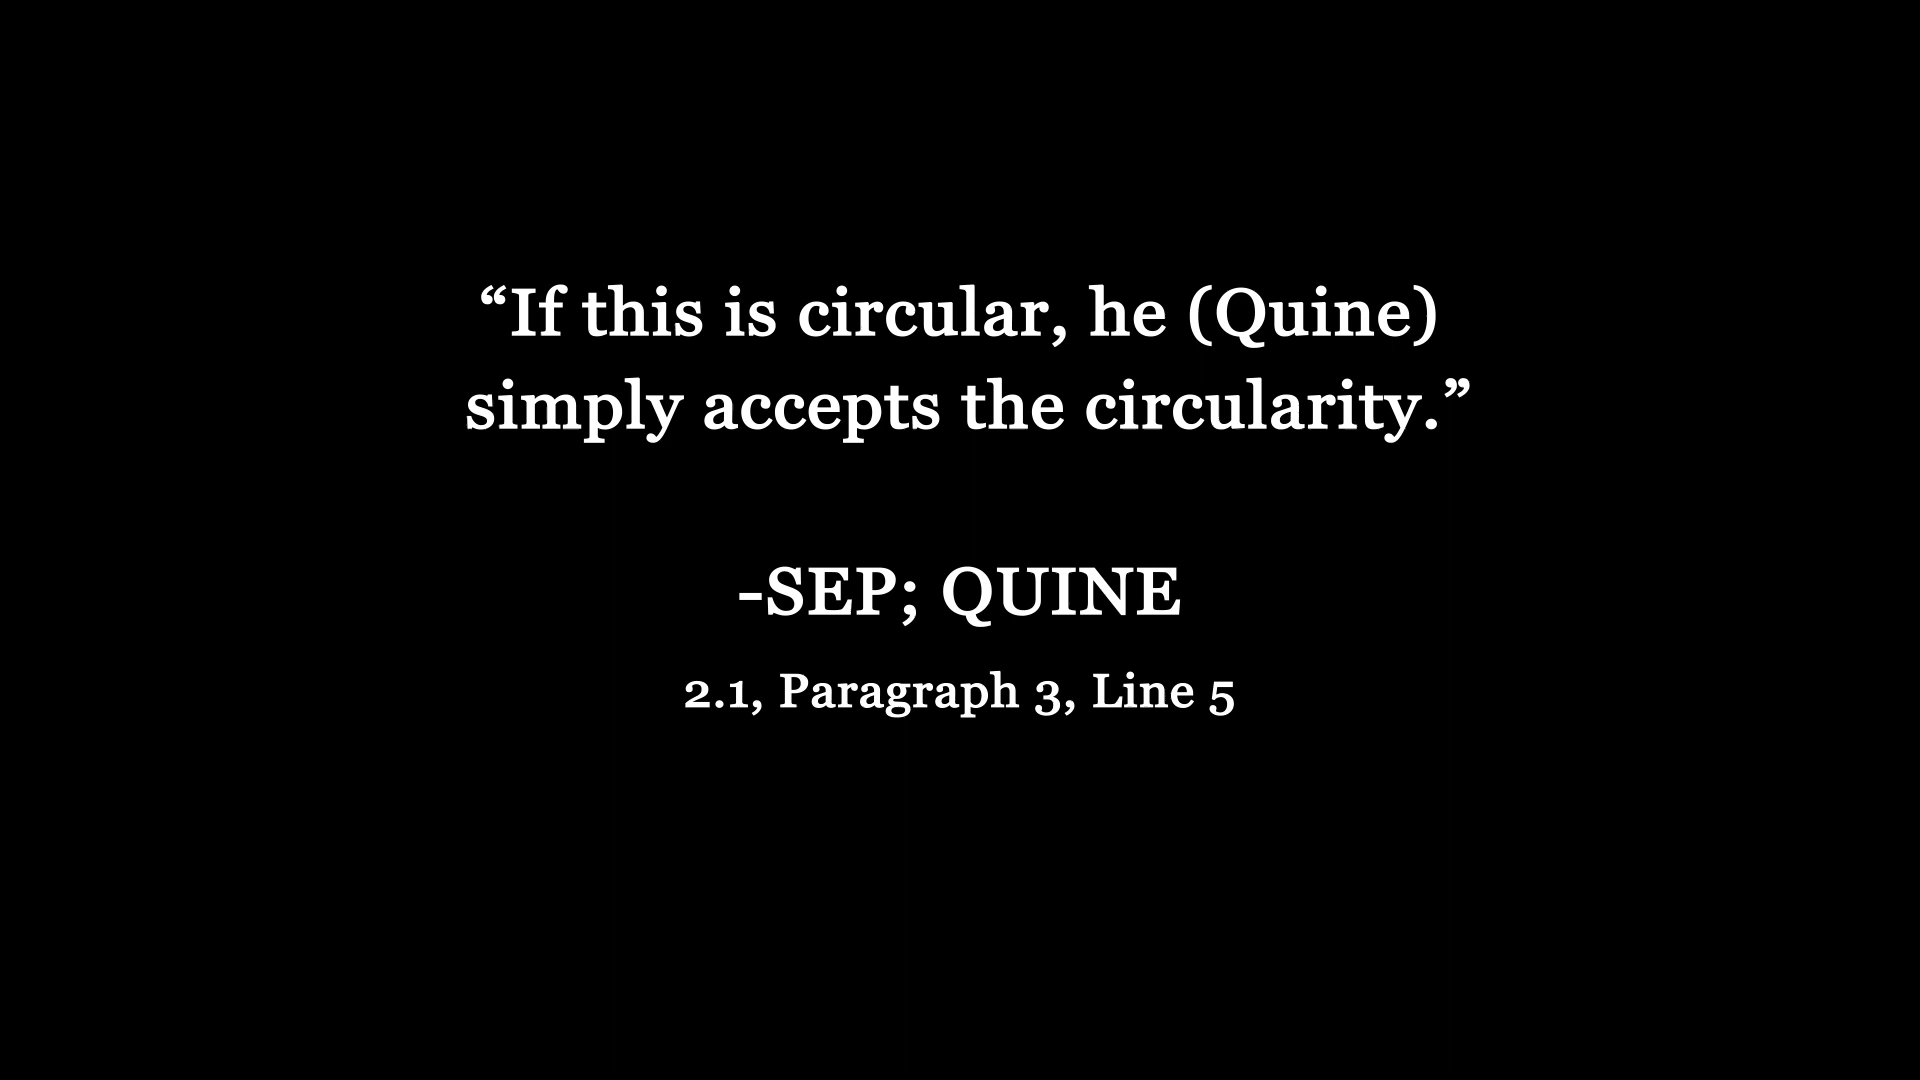 “If this is circular, he (Quine)
simply accepts the circularity.”
-SEP; QUINE
2.1, Paragraph 3, Line 5